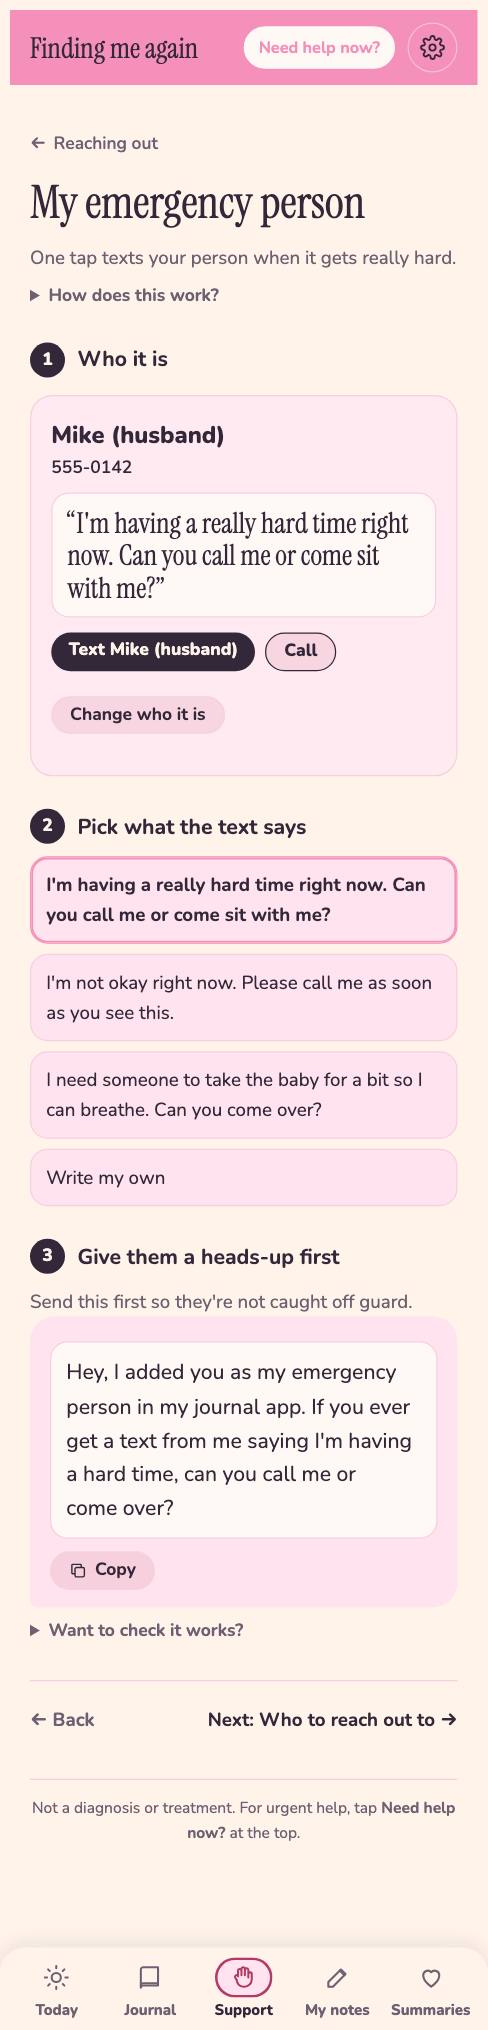 Finding me again
Need help now?
← Reaching out
My emergency person
One tap texts your person when it gets really hard.
▶ How does this work?
1 Who it is
Mike (husband)
555-0142
“I'm having a really hard time right
now. Can you call me or come sit
with me?”
Text Mike (husband)
Call
Change who it is
2 Pick what the text says
I'm having a really hard time right now. Can
you call me or come sit with me?
I'm not okay right now. Please call me as soon
as you see this.
I need someone to take the baby for a bit so I
can breathe. Can you come over?
Write my own
3 Give them a heads-up first
Send this first so they're not caught off guard.
Hey, I added you as my emergency
person in my journal app. If you ever
get a text from me saying I'm having
a hard time, can you call me or
come over?
Copy
▶ Want to check it works?
← Back
Next: Who to reach out to →
Not a diagnosis or treatment. For urgent help, tap Need help
now? at the top.
Today
Journal
Support
My notes
Summaries